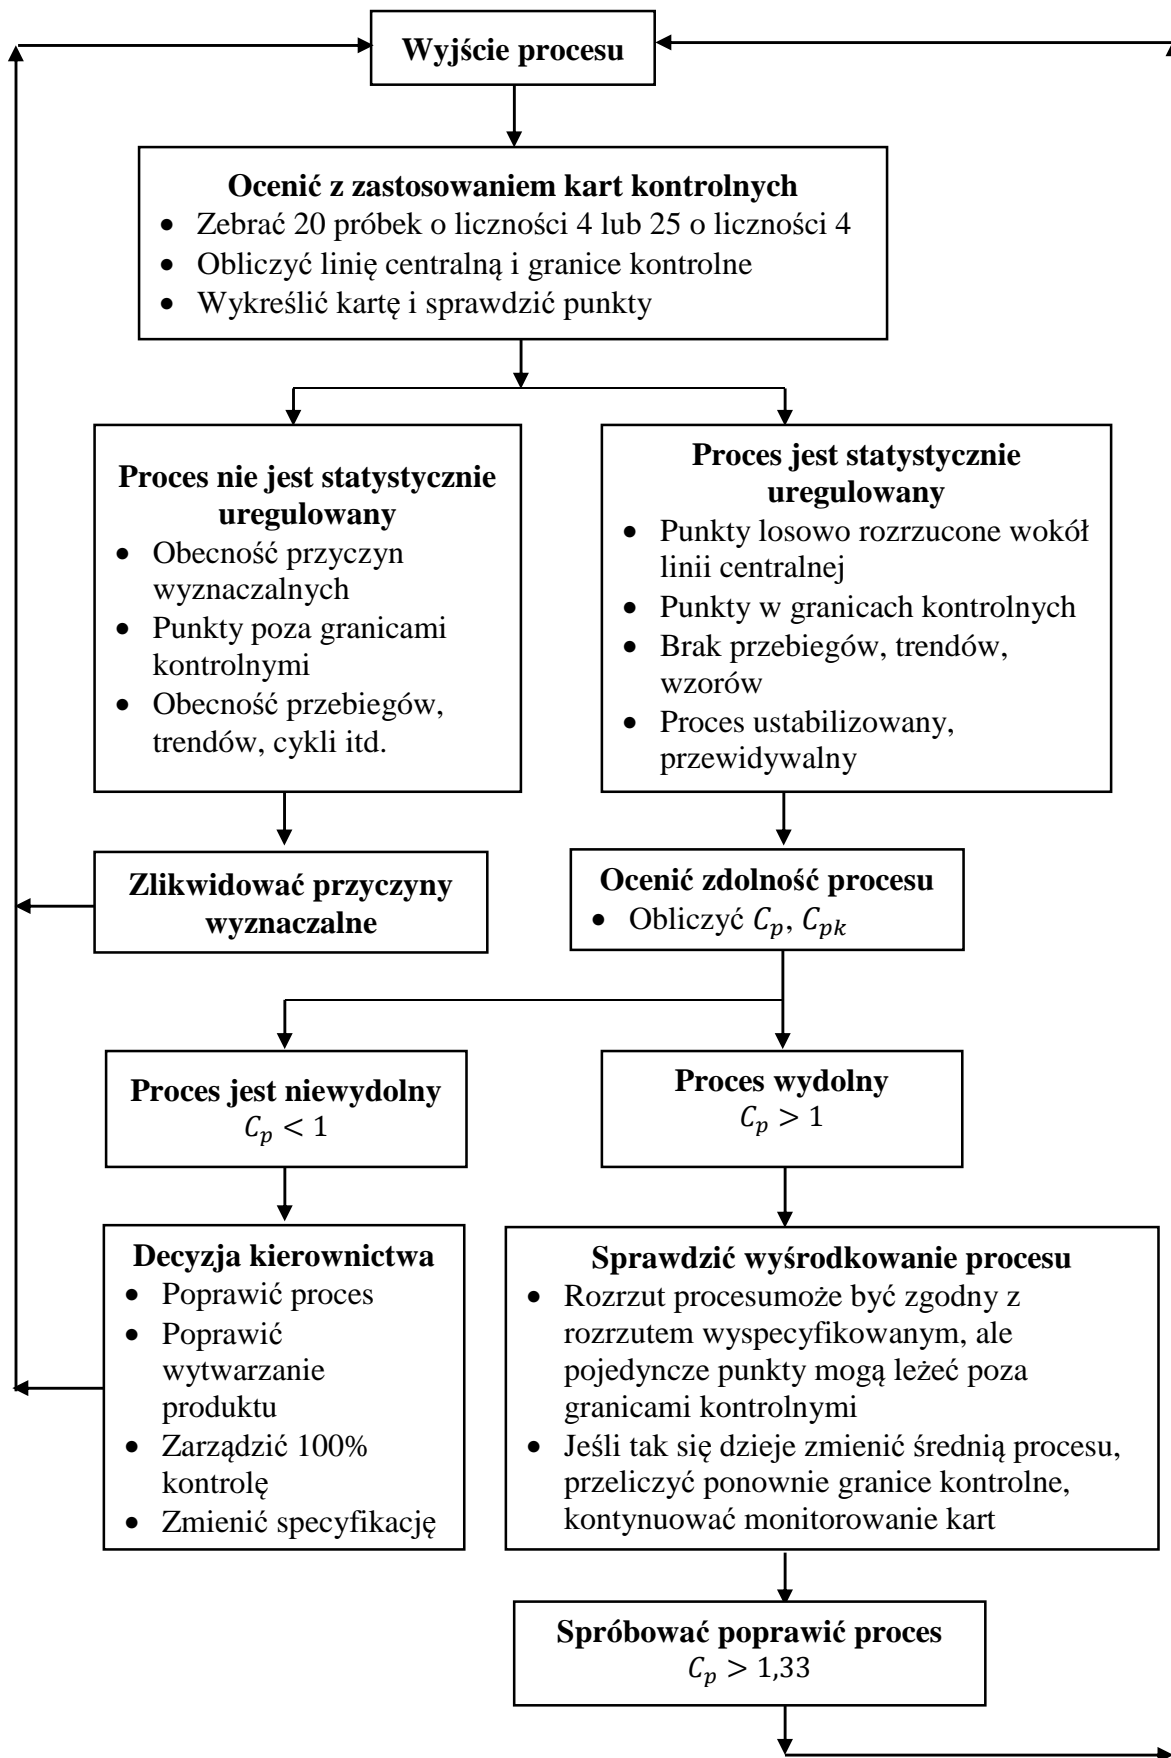 Wyjście procesu
Ocenić z zastosowaniem kart kontrolnych
• Zebrać 20 próbek o liczności 4 lub 25 o liczności 4
• Obliczyć linię centralną i granice kontrolne
• Wykreślić kartę i sprawdzić punkty
Proces nie jest statystycznie
uregulowany
• Obecność przyczyn
wyznaczalnych
• Punkty poza granicami
kontrolnymi
• Obecność przebiegów,
trendów, cykli itd.
Proces jest statystycznie
uregulowany
• Punkty losowo rozrzucone wokół
linii centralnej
• Punkty w granicach kontrolnych
• Brak przebiegów, trendów,
wzorów
• Proces ustabilizowany,
przewidywalny
Zlikwidować przyczyny
wyznaczalne
Ocenić zdolność procesu
• Obliczyć $C_p$, $C_{pk}$
Proces jest niewydolny
$C_p < 1$
Proces wydolny
$C_p > 1$
Decyzja kierownictwa
• Poprawić proces
• Poprawić
wytwarzanie
produktu
• Zarządzić 100%
kontrolę
• Zmienić specyfikację
Sprawdzić wyśrodkowanie procesu
• Rozrzut procesumoże być zgodny z
rozrzutem wyspecyfikowanym, ale
pojedyncze punkty mogą leżeć poza
granicami kontrolnymi
• Jeśli tak się dzieje zmienić średnią procesu,
przeliczyć ponownie granice kontrolne,
kontynuować monitorowanie kart
Spróbować poprawić proces
$C_p > 1,33$